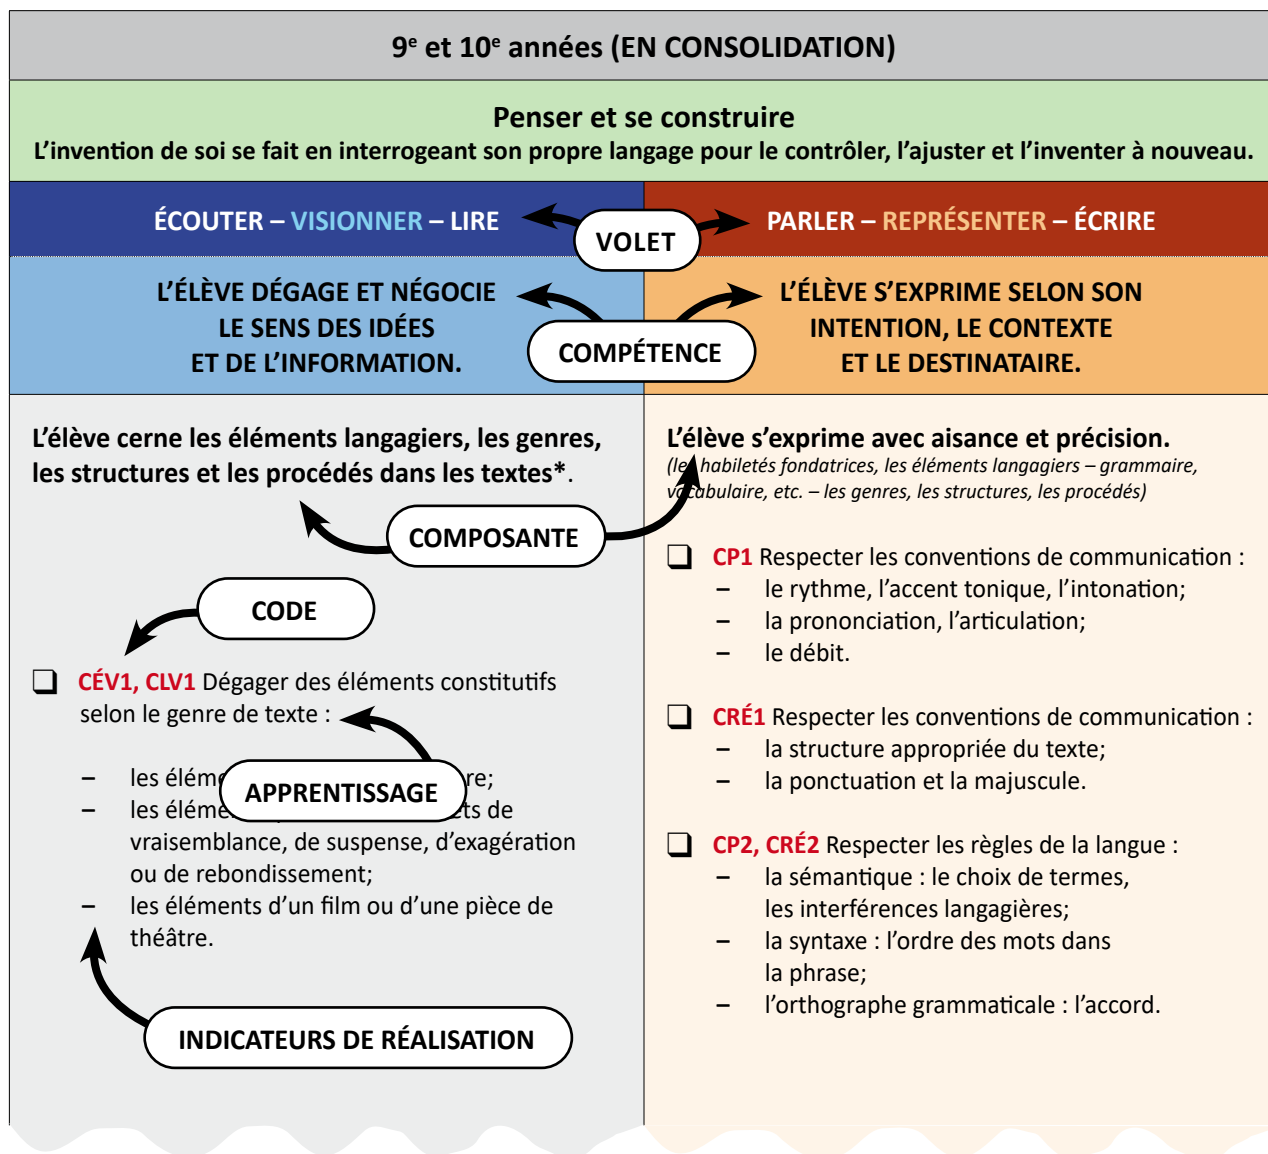 9e et 10e années (EN CONSOLIDATION)
Penser et se construire
L’invention de soi se fait en interrogeant son propre langage pour le contrôler, l’ajuster et l’inventer à nouveau.
ÉCOUTER – VISIONNER – LIRE
VOLET
PARLER – REPRÉSENTER – ÉCRIRE
L’ÉLÈVE DÉGAGE ET NÉGOCIE
LE SENS DES IDÉES
ET DE L’INFORMATION.
COMPÉTENCE
L’ÉLÈVE S’EXPRIME SELON SON
INTENTION, LE CONTEXTE
ET LE DESTINATAIRE.
L’élève cerne les éléments langagiers, les genres,
les structures et les procédés dans les textes*.
COMPOSANTE
CODE
CÉV1, CLV1 Dégager des éléments constitutifs
selon le genre de texte :
APPRENTISSAGE
– les
– les de
vraisemblance, de suspense, d’exagération
ou de rebondissement;
– les éléments d’un film ou d’une pièce de
théâtre.
INDICATEURS DE RÉALISATION
L’élève s’exprime avec aisance et précision.
(les habiletés fondatrices, les éléments langagiers – grammaire,
vocabulaire, etc. – les genres, les structures, les procédés)
CP1 Respecter les conventions de communication :
– le rythme, l’accent tonique, l’intonation;
– la prononciation, l’articulation;
– le débit.
CRÉ1 Respecter les conventions de communication :
– la structure appropriée du texte;
– la ponctuation et la majuscule.
CP2, CRÉ2 Respecter les règles de la langue :
– la sémantique : le choix de termes,
les interférences langagières;
– la syntaxe : l’ordre des mots dans
la phrase;
– l’orthographe grammaticale : l’accord.